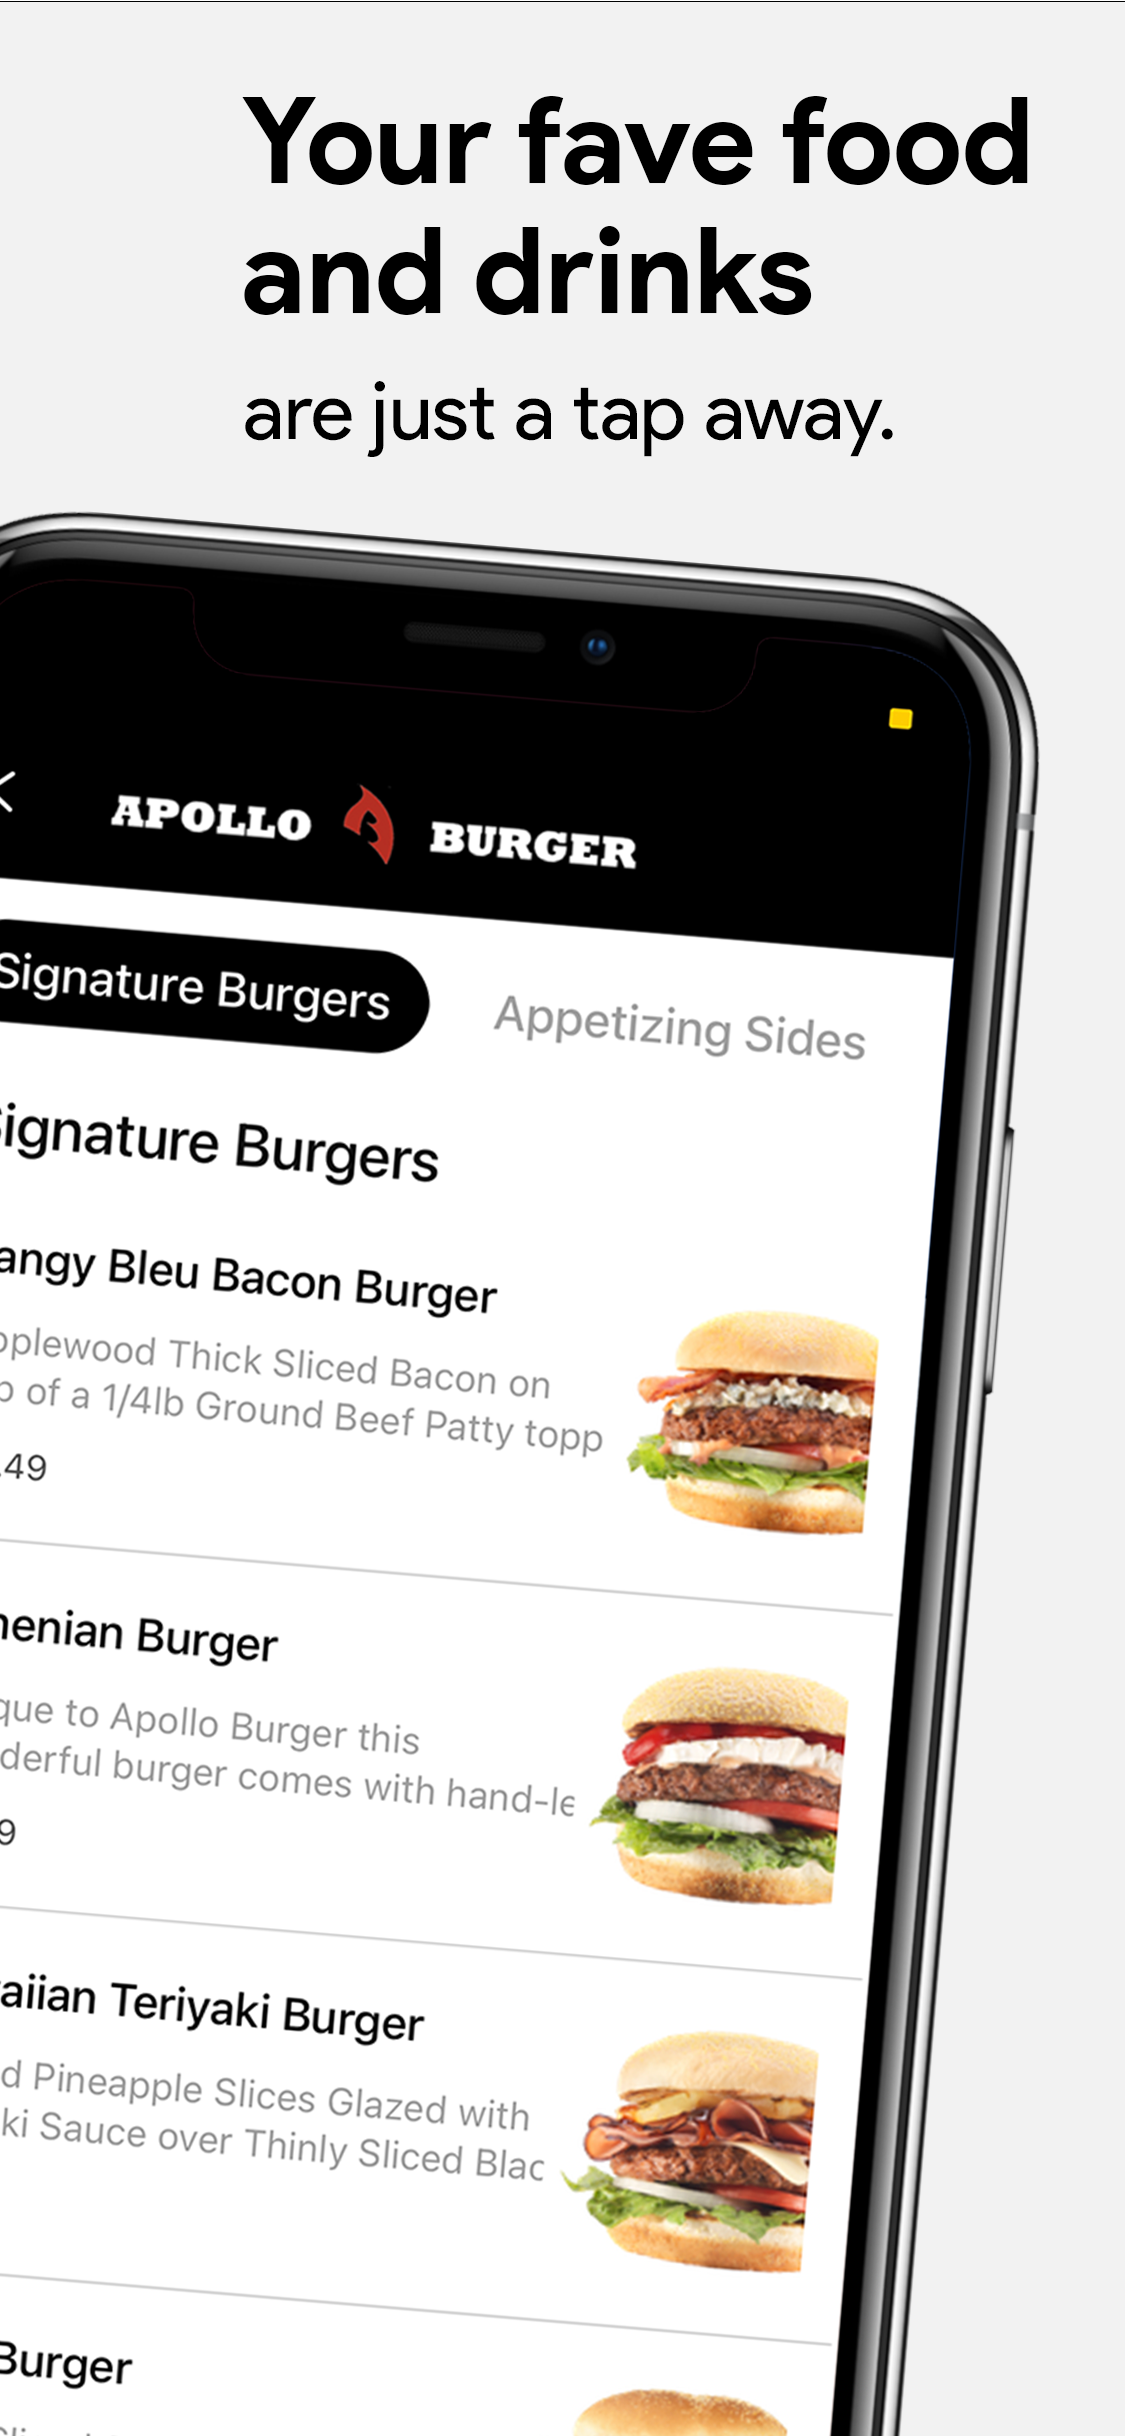 Your fave food
and drinks
are just a tap away.
APOLLO BURGER
Signature Burgers
Appetizing Sides
ignature Burgers
angy Bleu Bacon Burger
pplewood Thick Sliced Bacon on
p of a 1/4lb Ground Beef Patty topp
.49
nenian Burger
que to Apollo Burger this
derful burger comes with hand-le
9
aiian Teriyaki Burger
d Pineapple Slices Glazed with
ki Sauce over Thinly Sliced Blac
Burger